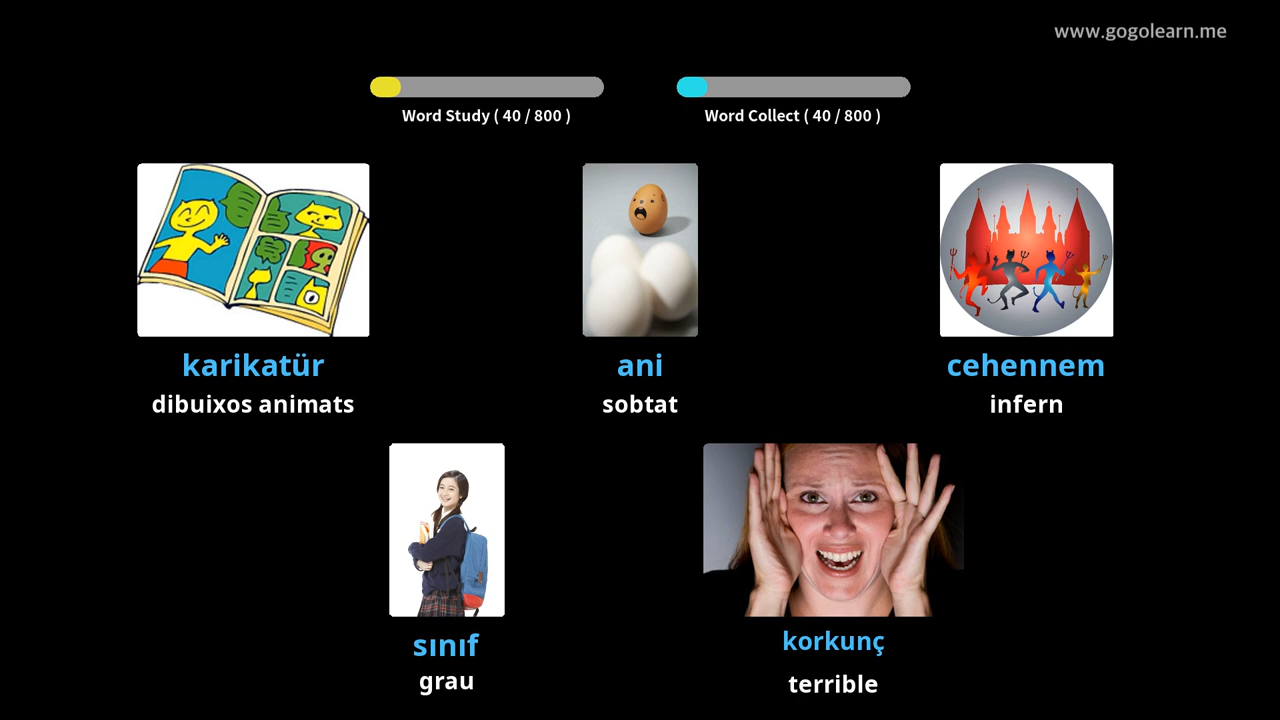 www.gogolearn.me
Word Study ( 40 / 800 )
Word Collect ( 40 / 800 )
karikatür
dibuixos animats
ani
sobtat
cehennem
infern
sınıf
grau
korkunç
terrible